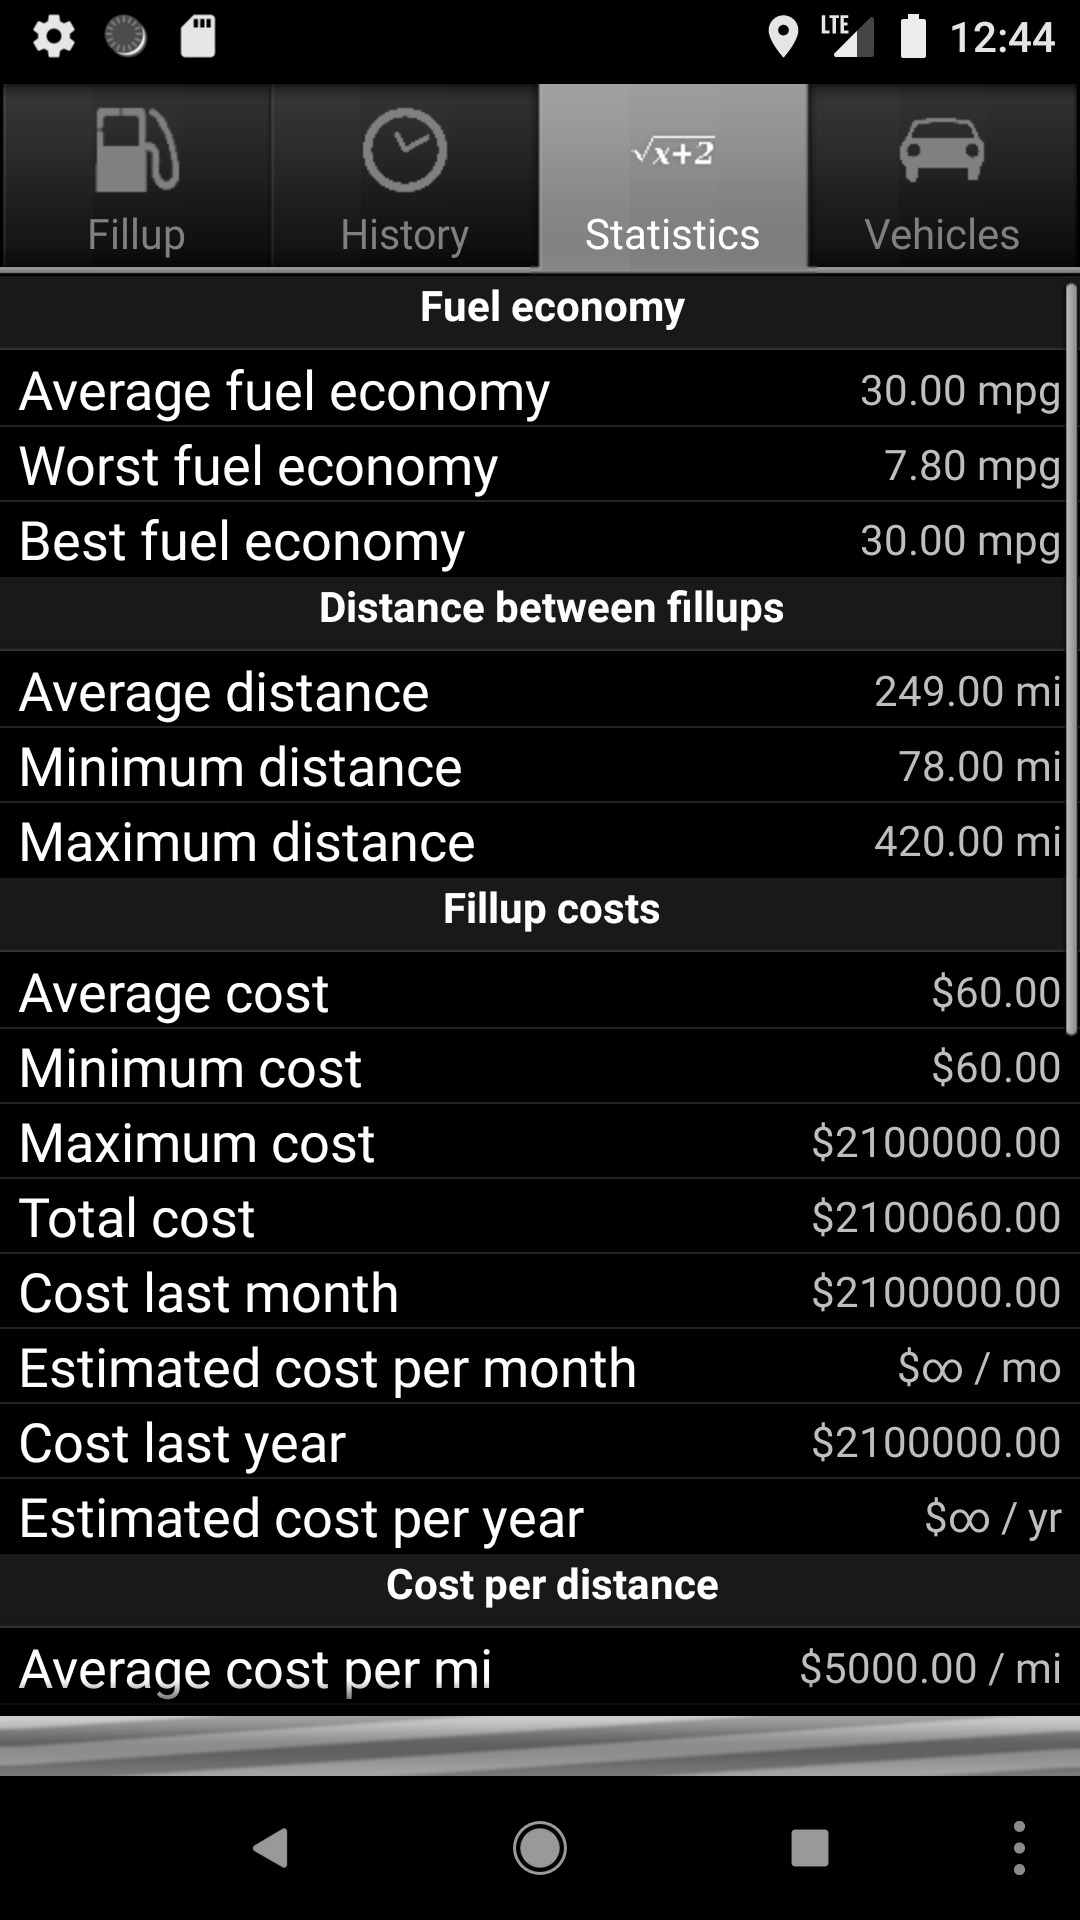 LTE 12:44
√x+2
Fillup History Statistics Vehicles
Fuel economy
Average fuel economy 30.00 mpg
Worst fuel economy 7.80 mpg
Best fuel economy 30.00 mpg
Distance between fillups
Average distance 249.00 mi
Minimum distance 78.00 mi
Maximum distance 420.00 mi
Fillup costs
Average cost $60.00
Minimum cost $60.00
Maximum cost $2100000.00
Total cost $2100060.00
Cost last month $2100000.00
Estimated cost per month $∞ / mo
Cost last year $2100000.00
Estimated cost per year $∞ / yr
Cost per distance
Average cost per mi $5000.00 / mi